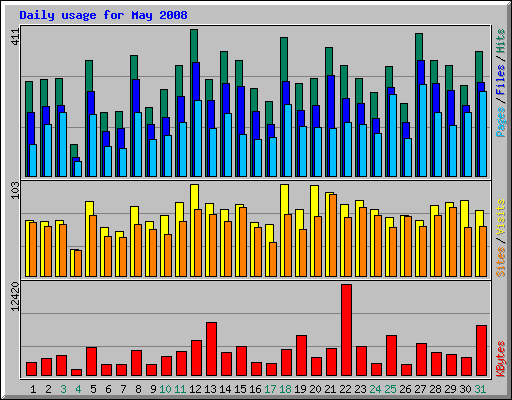 Daily usage for May 2008
411
103
12420
Pages / Files / Hits
Sites / Visits
KBytes
1 2 3 4 5 6 7 8 9 10 11 12 13 14 15 16 17 18 19 20 21 22 23 24 25 26 27 28 29 30 31